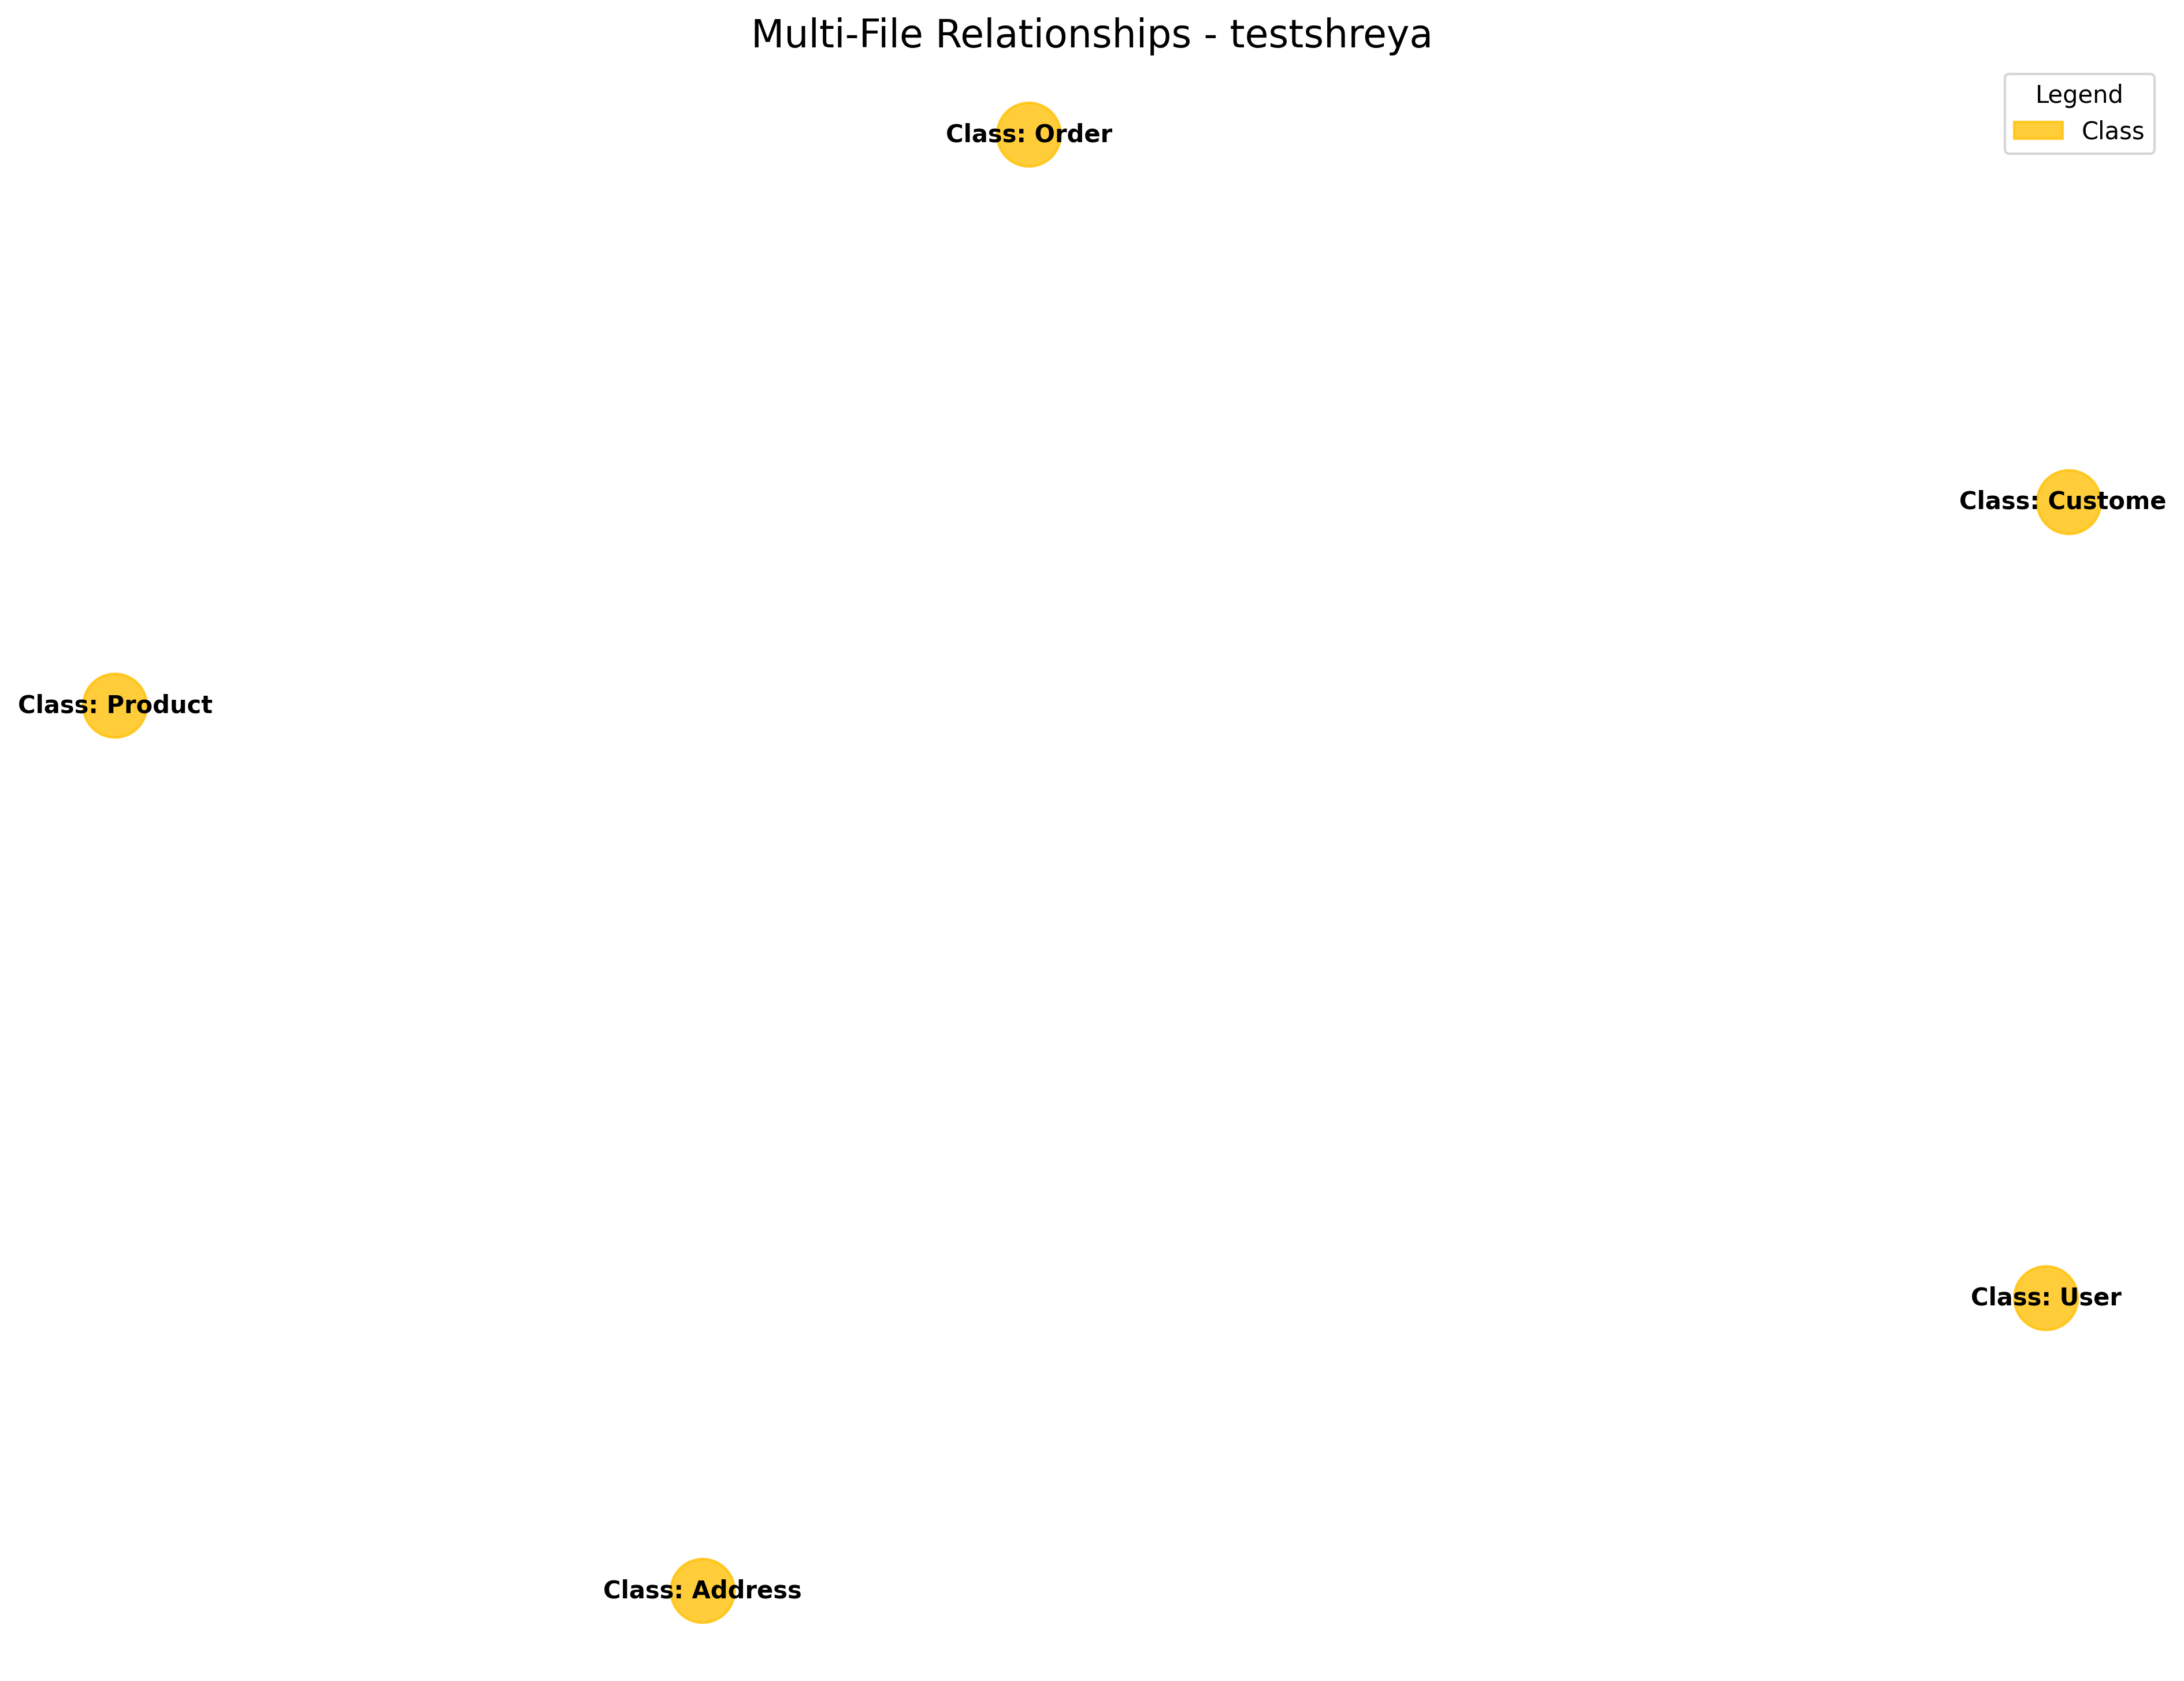 Multi-File Relationships - testshreya
Legend
Class
Class: Order
Class: Custome
Class: Product
Class: User
Class: Address